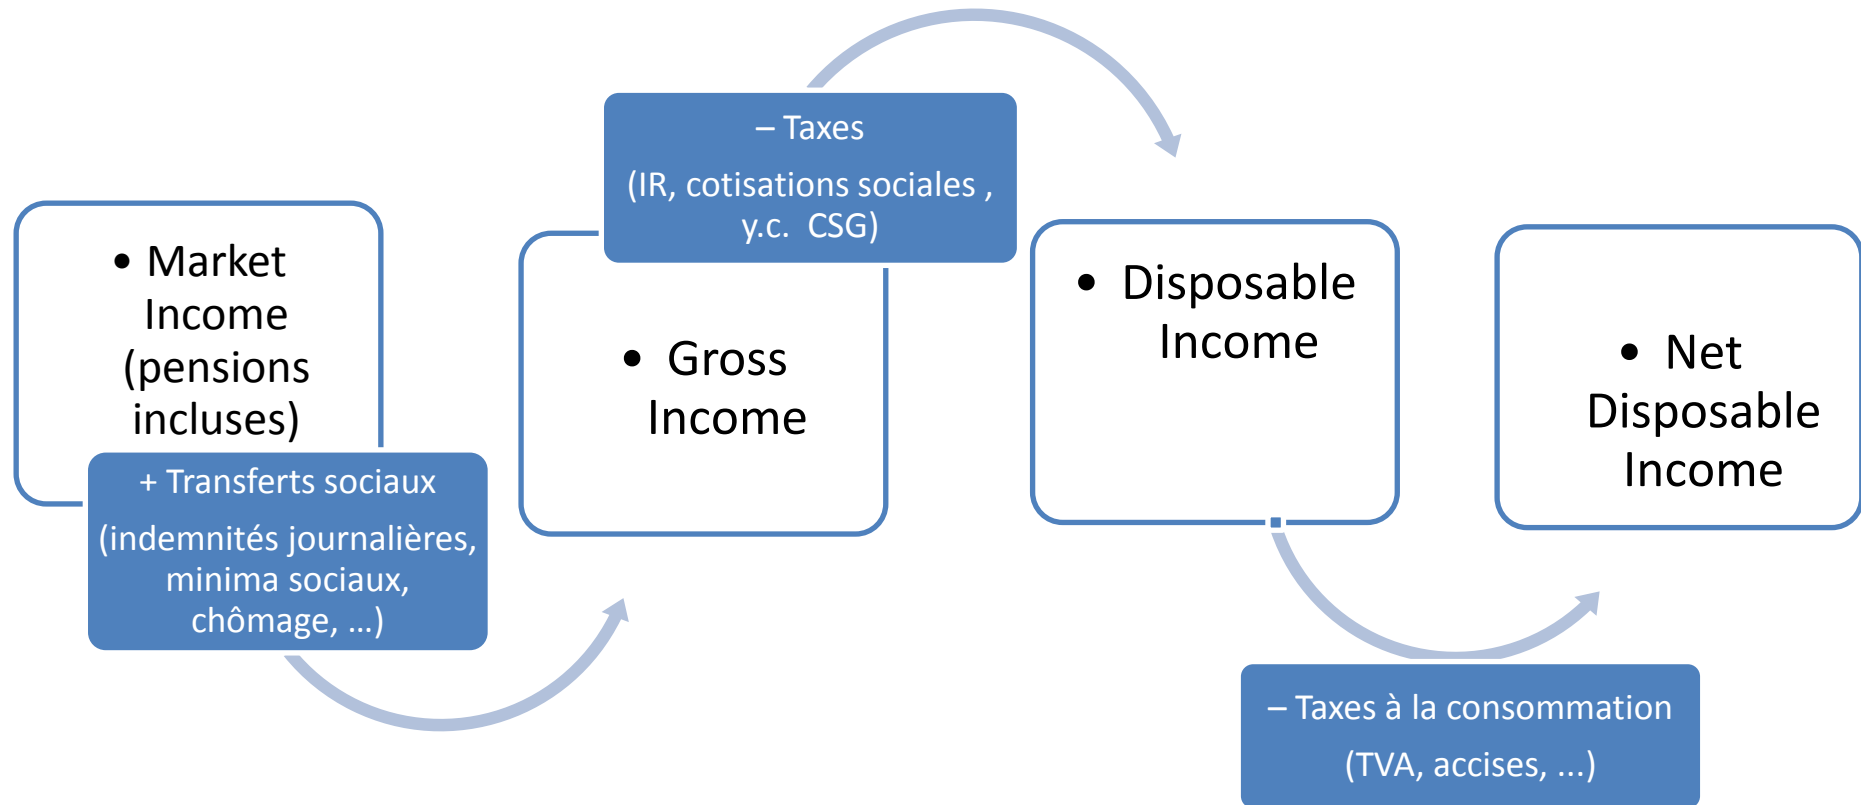 • Market
Income
(pensions
incluses)
+ Transferts sociaux
(indemnités journalières,
minima sociaux,
chômage, ...)
• Gross
Income
– Taxes
(IR, cotisations sociales ,
y.c. CSG)
• Disposable
Income
– Taxes à la consommation
(TVA, accises, ...)
• Net
Disposable
Income